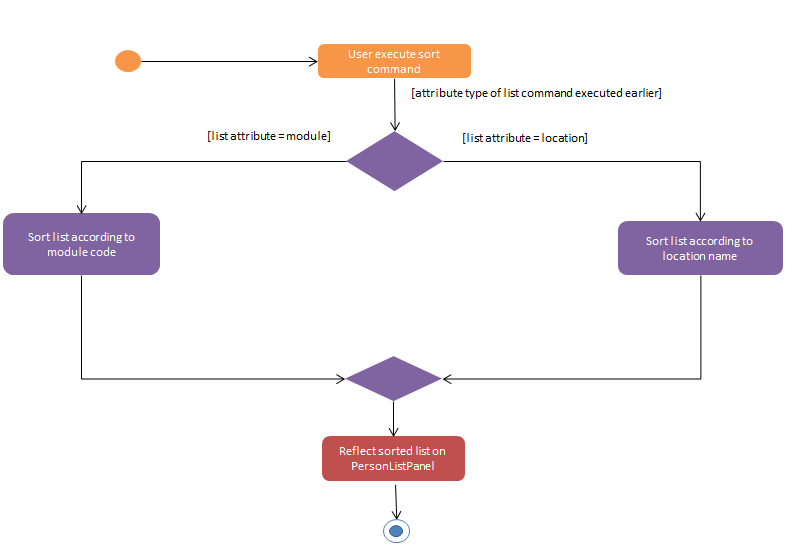 User execute sort
command
[attribute type of list command executed earlier]
[list attribute = module]
[list attribute = location]
Sort list according to
module code
Sort list according to
location name
Reflect sorted list on
PersonListPanel